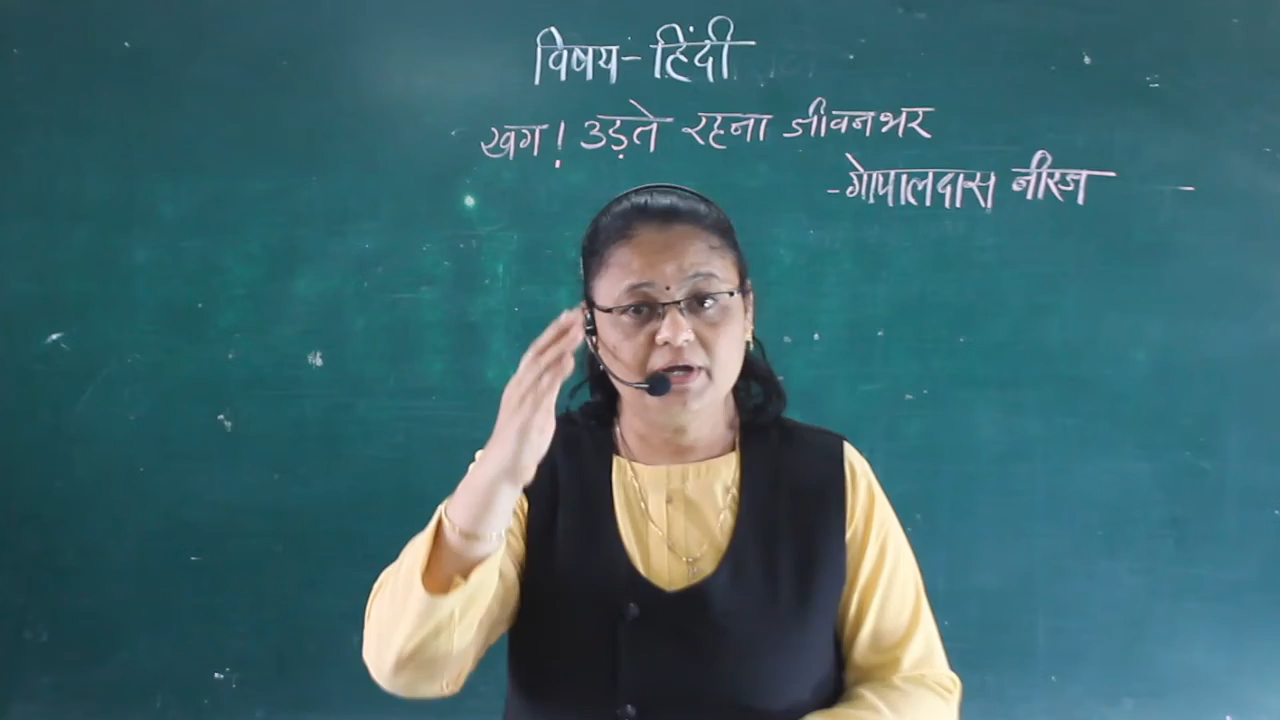 विषय- हिंदी
खग! उड़ते रहना जीवनभर
- गोपालदास नीरज -